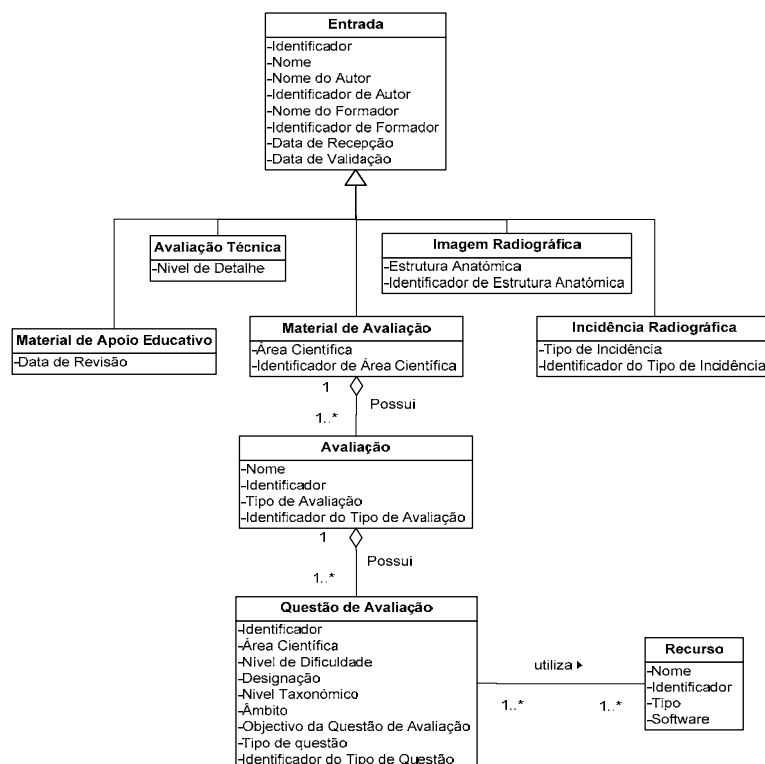 Entrada
-Identificador
-Nome
-Nome do Autor
-Identificador de Autor
-Nome do Formador
-Identificador de Formador
-Data de Recepção
-Data de Validação
Avaliação Técnica
-Nivel de Detalhe
Imagem Radiográfica
-Estrutura Anatómica
-Identificador de Estrutura Anatómica
Material de Apoio Educativo
-Data de Revisão
Material de Avaliação
-Área Científica
-Identificador de Área Científica
Incidência Radiográfica
-Tipo de Incidência
-Identificador do Tipo de Incidência
1
Possui
1..*
Avaliação
-Nome
-Identificador
-Tipo de Avaliação
-Identificador do Tipo de Avaliação
1
Possui
1..*
Questão de Avaliação
-Identificador
-Área Científica
-Nível de Dificuldade
-Designação
-Nivel Taxonómico
-Âmbito
-Objectivo da Questão de Avaliação
-Tipo de questão
-Identificador do Tipo de Questão
utiliza
1..*
1..*
Recurso
-Nome
-Identificador
-Tipo
-Software